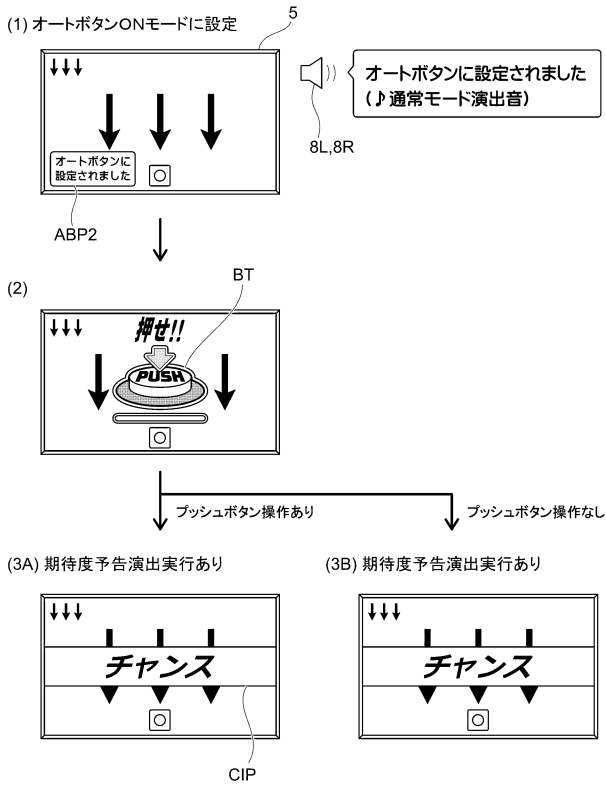 (1) オートボタンONモードに設定
5
オートボタンに設定されました
(♪通常モード演出音)
8L,8R
オートボタンに
設定されました
ABP2
(2)
BT
押せ!!
PUSH
プッシュボタン操作あり
プッシュボタン操作なし
(3A) 期待度予告演出実行あり
(3B) 期待度予告演出実行あり
チャンス
チャンス
CIP